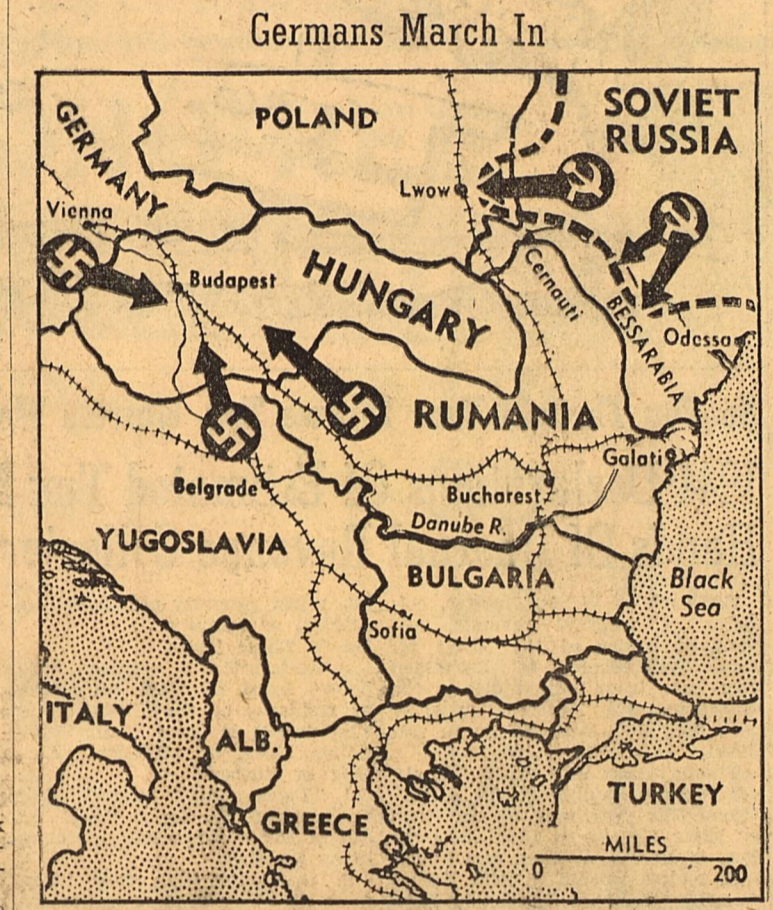 Germans March In
SOVIET
RUSSIA
POLAND
GERMANY
Lwow
Vienna
Budapest
HUNGARY
Cernauti
BESSARABIA
Odessa
RUMANIA
Galati
Belgrade
Bucharest
Danube R.
YUGOSLAVIA
BULGARIA
Black
Sea
Sofia
ITALY
ALB.
GREECE
TURKEY
MILES
0 200